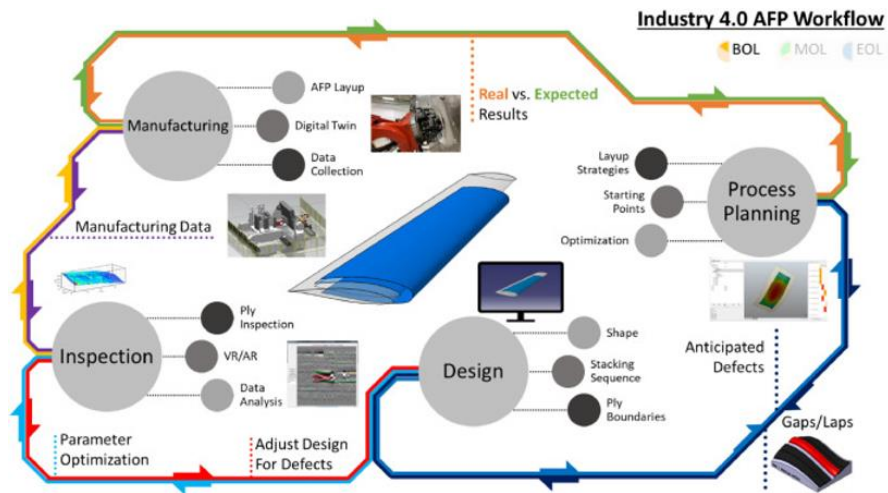 Industry 4.0 AFP Workflow
BOL MOL EOL
Real vs. Expected
Results
Manufacturing
AFP Layup
Digital Twin
Data
Collection
Manufacturing Data
Process
Planning
Layup
Strategies
Starting
Points
Optimization
Inspection
Ply
Inspection
VR/AR
Data
Analysis
Design
Shape
Stacking
Sequence
Ply
Boundaries
Anticipated
Defects
Gaps/Laps
Parameter
Optimization
Adjust Design
For Defects